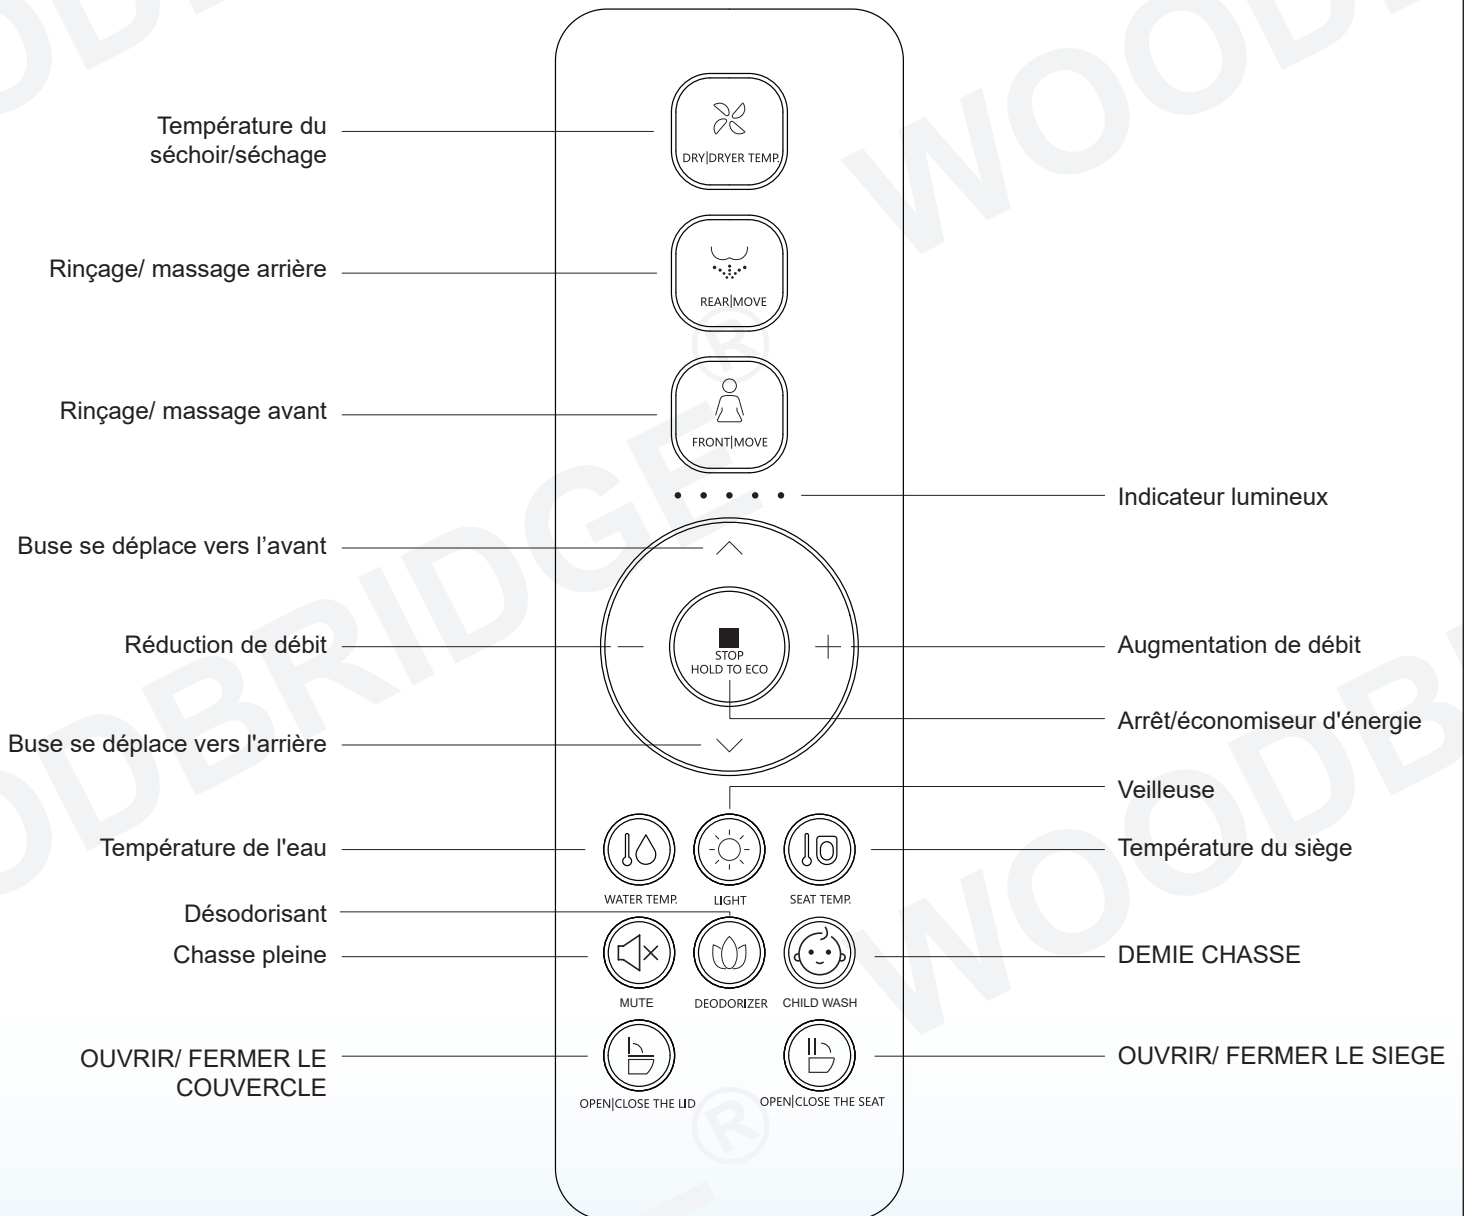 DRY|DRYER TEMP.
Température du
séchoir/séchage
Rinçage/ massage arrière
REAR|MOVE
Rinçage/ massage avant
FRONT|MOVE
Indicateur lumineux
Buse se déplace vers l’avant
Réduction de débit
STOP
HOLD TO ECO
Augmentation de débit
Arrêt/économiseur d'énergie
Buse se déplace vers l'arrière
Veilleuse
Température de l'eau
Température du siège
WATER TEMP.
LIGHT
SEAT TEMP.
Désodorisant
Chasse pleine
DEMIE CHASSE
MUTE
DEODORIZER
CHILD WASH
OUVRIR/ FERMER LE
COUVERCLE
OUVRIR/ FERMER LE SIEGE
OPEN|CLOSE THE LID
OPEN|CLOSE THE SEAT
WOODBRIDGE
®
®